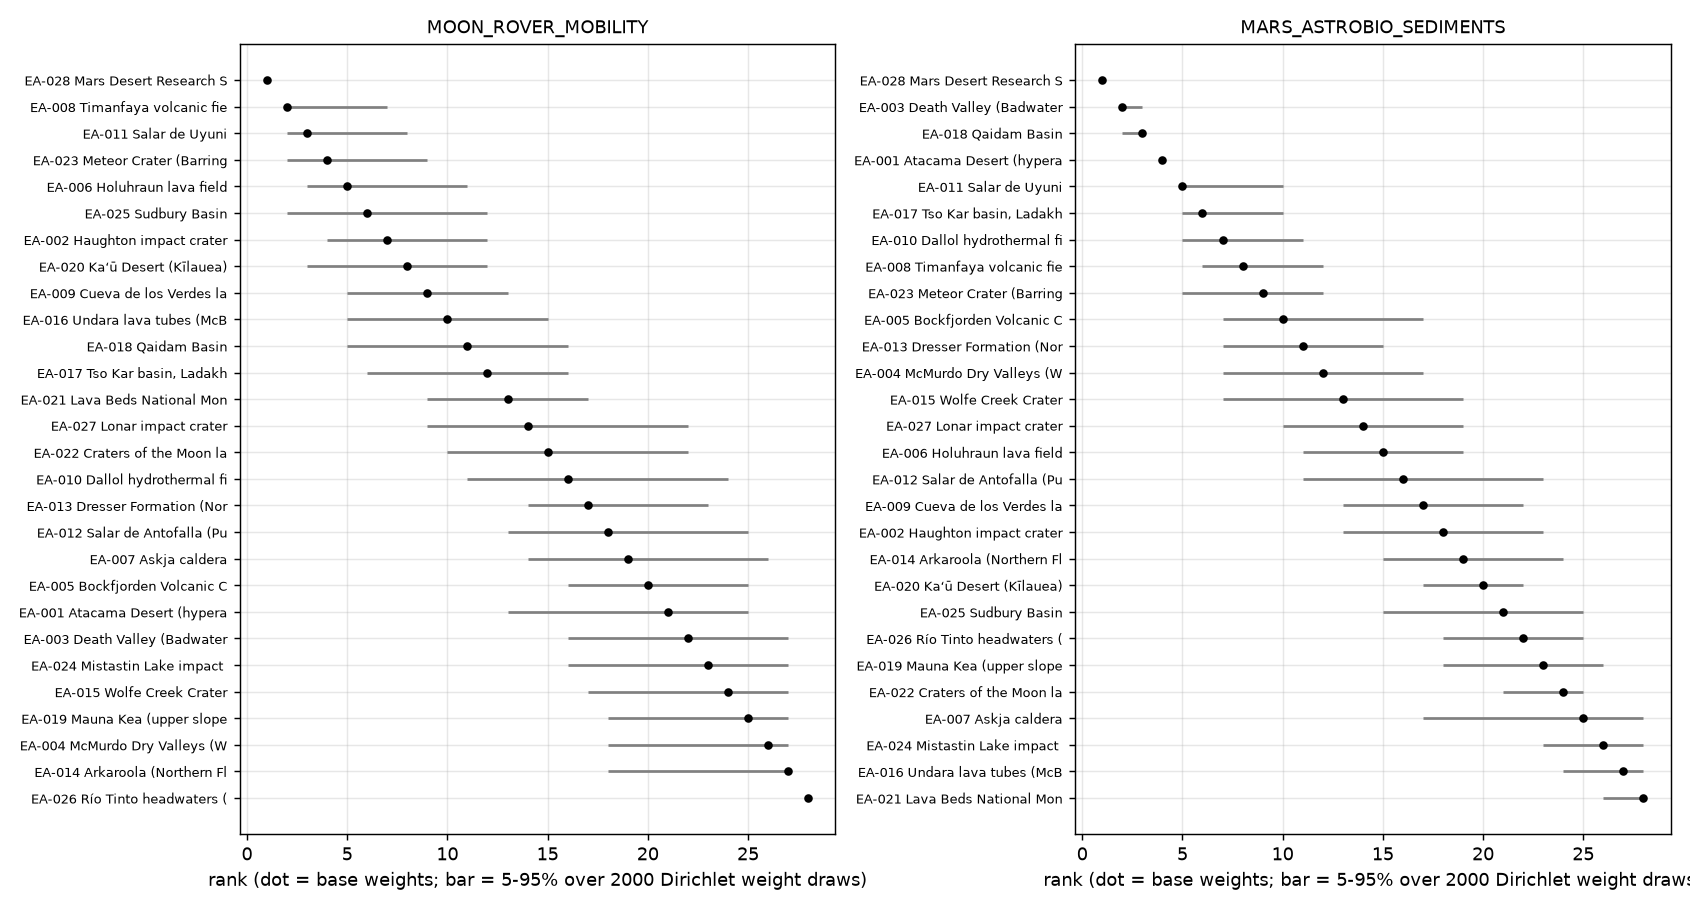 MOON_ROVER_MOBILITY
EA-028 Mars Desert Research S
EA-008 Timanfaya volcanic fie
EA-011 Salar de Uyuni
EA-023 Meteor Crater (Barring
EA-006 Holuhraun lava field
EA-025 Sudbury Basin
EA-002 Haughton impact crater
EA-020 Kaʻū Desert (Kīlauea)
EA-009 Cueva de los Verdes la
EA-016 Undara lava tubes (McB
EA-018 Qaidam Basin
EA-017 Tso Kar basin, Ladakh
EA-021 Lava Beds National Mon
EA-027 Lonar impact crater
EA-022 Craters of the Moon la
EA-010 Dallol hydrothermal fi
EA-013 Dresser Formation (Nor
EA-012 Salar de Antofalla (Pu
EA-007 Askja caldera
EA-005 Bockfjorden Volcanic C
EA-001 Atacama Desert (hypera
EA-003 Death Valley (Badwater
EA-024 Mistastin Lake impact
EA-015 Wolfe Creek Crater
EA-019 Mauna Kea (upper slope
EA-004 McMurdo Dry Valleys (W
EA-014 Arkaroola (Northern Fl
EA-026 Río Tinto headwaters (
0 5 10 15 20 25
rank (dot = base weights; bar = 5-95% over 2000 Dirichlet weight draws)
MARS_ASTROBIO_SEDIMENTS
EA-028 Mars Desert Research S
EA-003 Death Valley (Badwater
EA-018 Qaidam Basin
EA-001 Atacama Desert (hypera
EA-011 Salar de Uyuni
EA-017 Tso Kar basin, Ladakh
EA-010 Dallol hydrothermal fi
EA-008 Timanfaya volcanic fie
EA-023 Meteor Crater (Barring
EA-005 Bockfjorden Volcanic C
EA-013 Dresser Formation (Nor
EA-004 McMurdo Dry Valleys (W
EA-015 Wolfe Creek Crater
EA-027 Lonar impact crater
EA-006 Holuhraun lava field
EA-012 Salar de Antofalla (Pu
EA-009 Cueva de los Verdes la
EA-002 Haughton impact crater
EA-014 Arkaroola (Northern Fl
EA-020 Kaʻū Desert (Kīlauea)
EA-025 Sudbury Basin
EA-026 Río Tinto headwaters (
EA-019 Mauna Kea (upper slope
EA-022 Craters of the Moon la
EA-007 Askja caldera
EA-024 Mistastin Lake impact
EA-016 Undara lava tubes (McB
EA-021 Lava Beds National Mon
0 5 10 15 20 25
rank (dot = base weights; bar = 5-95% over 2000 Dirichlet weight draws